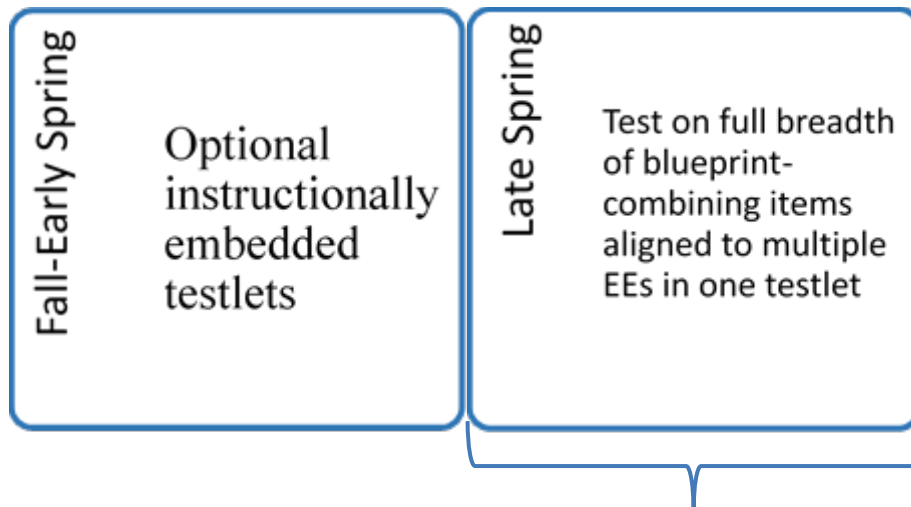 Fall-Early Spring
Optional
instructionally
embedded
testlets
Late Spring
Test on full breadth
of blueprint-
combining items
aligned to multiple
EEs in one testlet